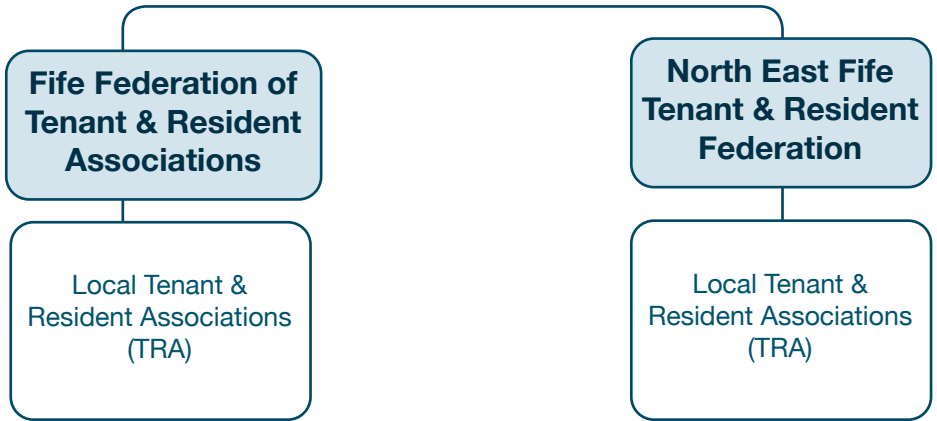 Fife Federation of
Tenant & Resident
Associations
Local Tenant &
Resident Associations
(TRA)
North East Fife
Tenant & Resident
Federation
Local Tenant &
Resident Associations
(TRA)